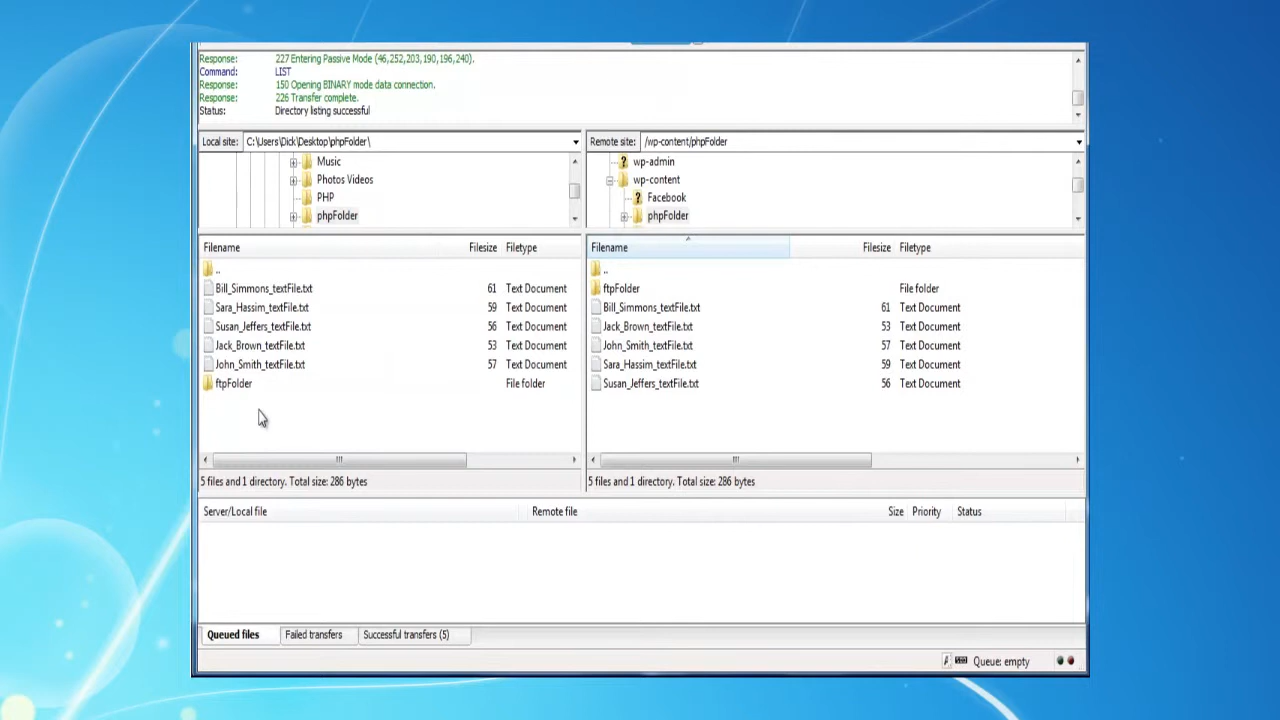 Response: 227 Entering Passive Mode (46,252,203,190,196,240).
Command: LIST
Response: 150 Opening BINARY mode data connection.
Response: 226 Transfer complete.
Status: Directory listing successful
Local site: C:\Users\Dick\Desktop\phpFolder\
Music
Photos Videos
PHP
phpFolder
Remote site: /wp-content/phpFolder
wp-admin
wp-content
Facebook
phpFolder
Filename Filesize Filetype
..
Bill_Simmons_textFile.txt 61 Text Document
Sara_Hassim_textFile.txt 59 Text Document
Susan_Jeffers_textFile.txt 56 Text Document
Jack_Brown_textFile.txt 53 Text Document
John_Smith_textFile.txt 57 Text Document
ftpFolder File folder
5 files and 1 directory. Total size: 286 bytes
Filename Filesize Filetype
..
ftpFolder File folder
Bill_Simmons_textFile.txt 61 Text Document
Jack_Brown_textFile.txt 53 Text Document
John_Smith_textFile.txt 57 Text Document
Sara_Hassim_textFile.txt 59 Text Document
Susan_Jeffers_textFile.txt 56 Text Document
5 files and 1 directory. Total size: 286 bytes
Server/Local file Remote file Size Priority Status
Queued files Failed transfers Successful transfers (5)
Queue: empty